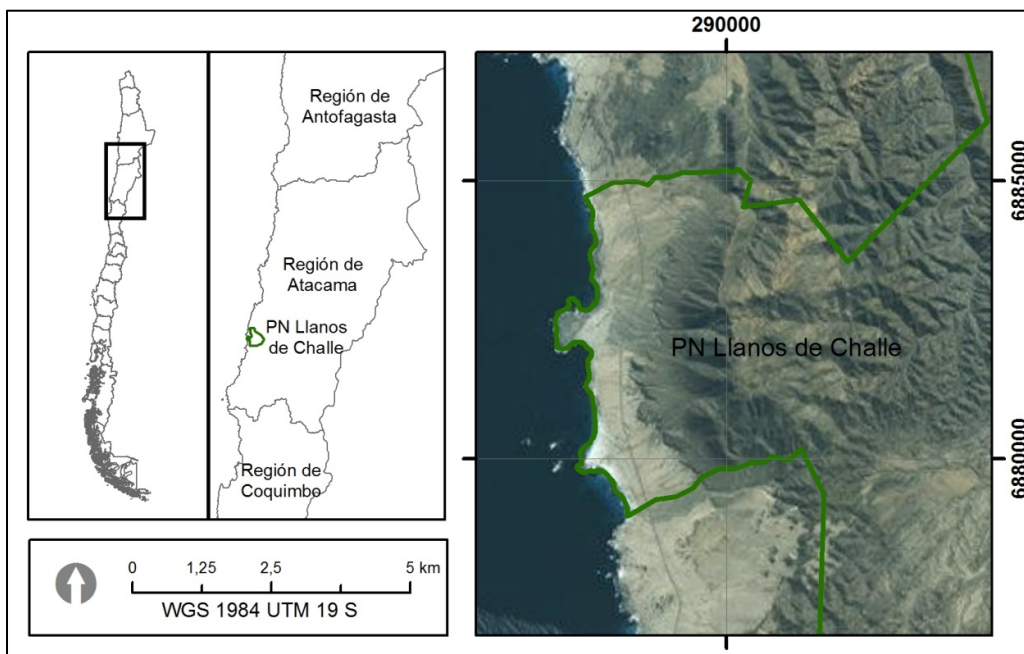 290000
Región de
Antofagasta
Región de
Atacama
PN Llanos
de Challe
Región de
Coquimbo
6885000
PN Llanos de Challe
6880000
0 1,25 2,5 5 km
WGS 1984 UTM 19 S